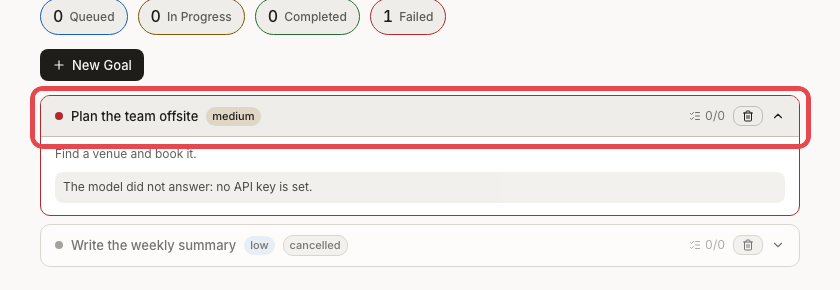 0 Queued 0 In Progress 0 Completed 1 Failed
+ New Goal
Plan the team offsite medium 0/0
Find a venue and book it.
The model did not answer: no API key is set.
Write the weekly summary low cancelled 0/0